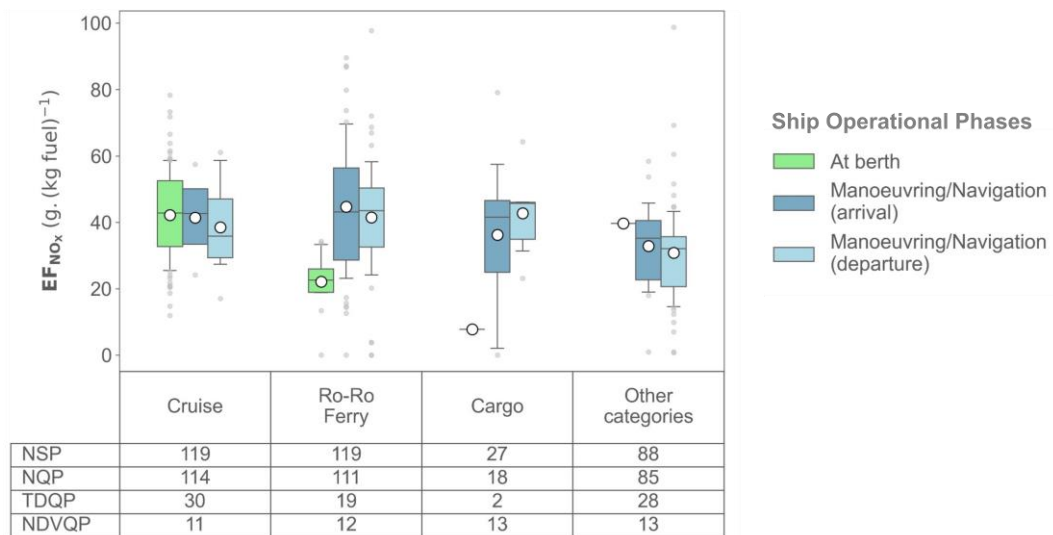 100
80
60
40
20
0
EF_NOx (g. (kg fuel)⁻¹)
Ship Operational Phases
At berth
Manoeuvring/Navigation
(arrival)
Manoeuvring/Navigation
(departure)
Cruise Ro-Ro Ferry Cargo Other categories
NSP 119 119 27 88
NQP 114 111 18 85
TDQP 30 19 2 28
NDVQP 11 12 13 13